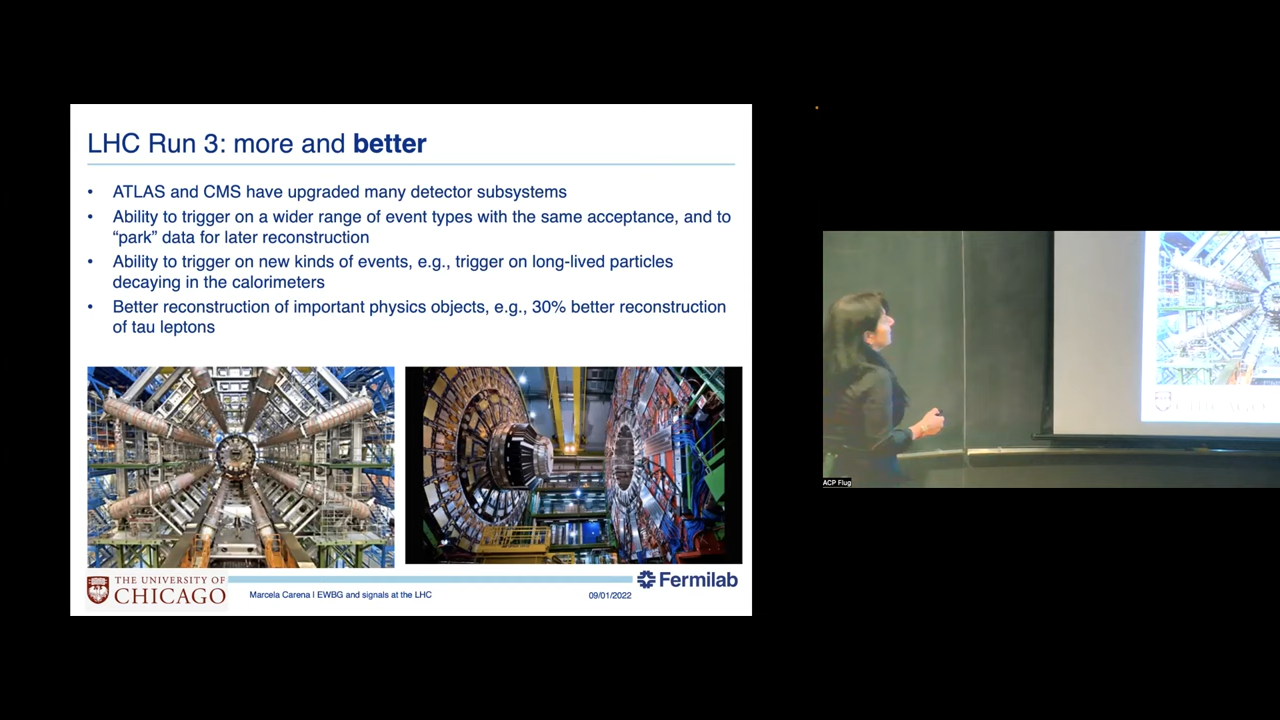 LHC Run 3: more and better
• ATLAS and CMS have upgraded many detector subsystems
• Ability to trigger on a wider range of event types with the same acceptance, and to
“park” data for later reconstruction
• Ability to trigger on new kinds of events, e.g., trigger on long-lived particles
decaying in the calorimeters
• Better reconstruction of important physics objects, e.g., 30% better reconstruction
of tau leptons
THE UNIVERSITY OF
CHICAGO
Marcela Carena | EWBG and signals at the LHC
09/01/2022
Fermilab
ACP Flug
CHICAGO